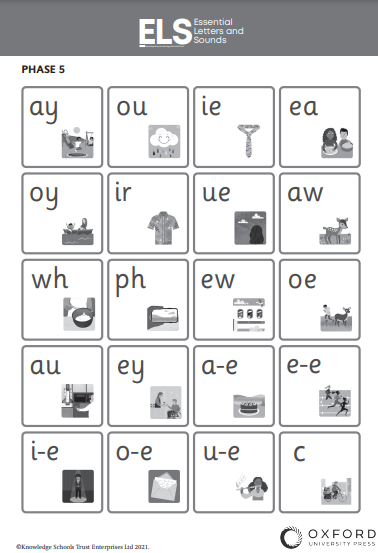 ELS Essential
Letters and
Sounds
PHASE 5
ay ou ie ea
oy ir ue aw
wh ph ew oe
au ey a-e e-e
i-e o-e u-e c
©Knowledge Schools Trust Enterprises Ltd 2021.
OXFORD
UNIVERSITY PRESS